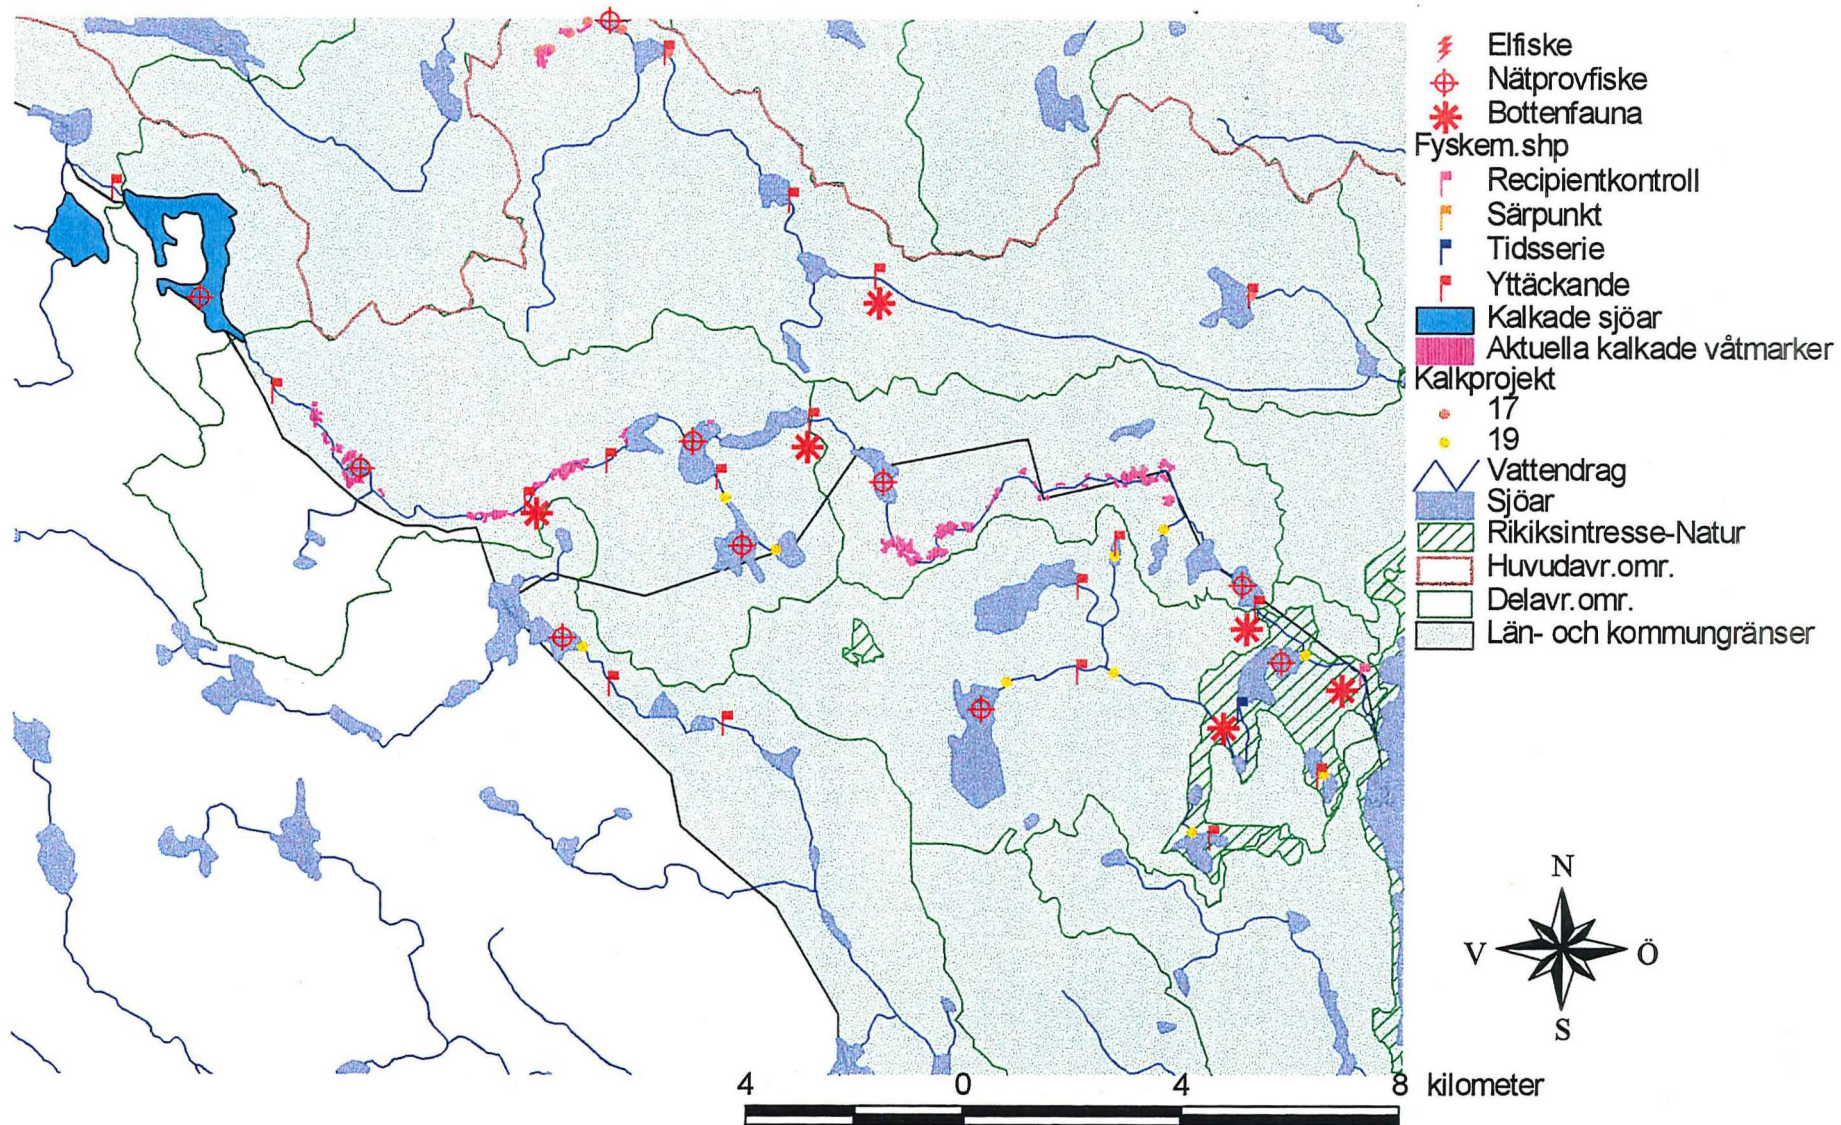 Elfiske
Nätprovfiske
Bottenfauna
Fyskem.shp
Recipientkontroll
Särpunkt
Tidsserie
Yttäckande
Kalkade sjöar
Aktuella kalkade våtmarker
Kalkprojekt
17
19
Vattendrag
Sjöar
Rikiksintresse-Natur
Huvudavr.omr.
Delavr.omr.
Län- och kommungränser
N
V
Ö
S
4 0 4 8 kilometer